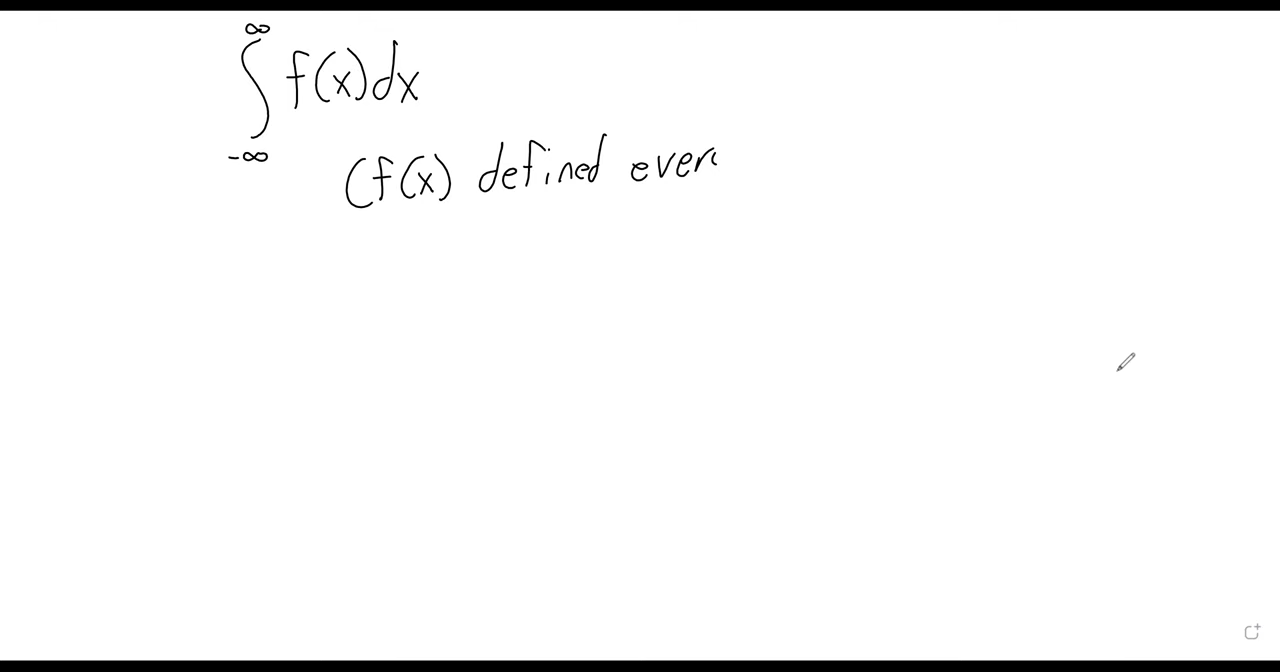 ∫_{-∞}^{∞} f(x)dx
(f(x) defined ever